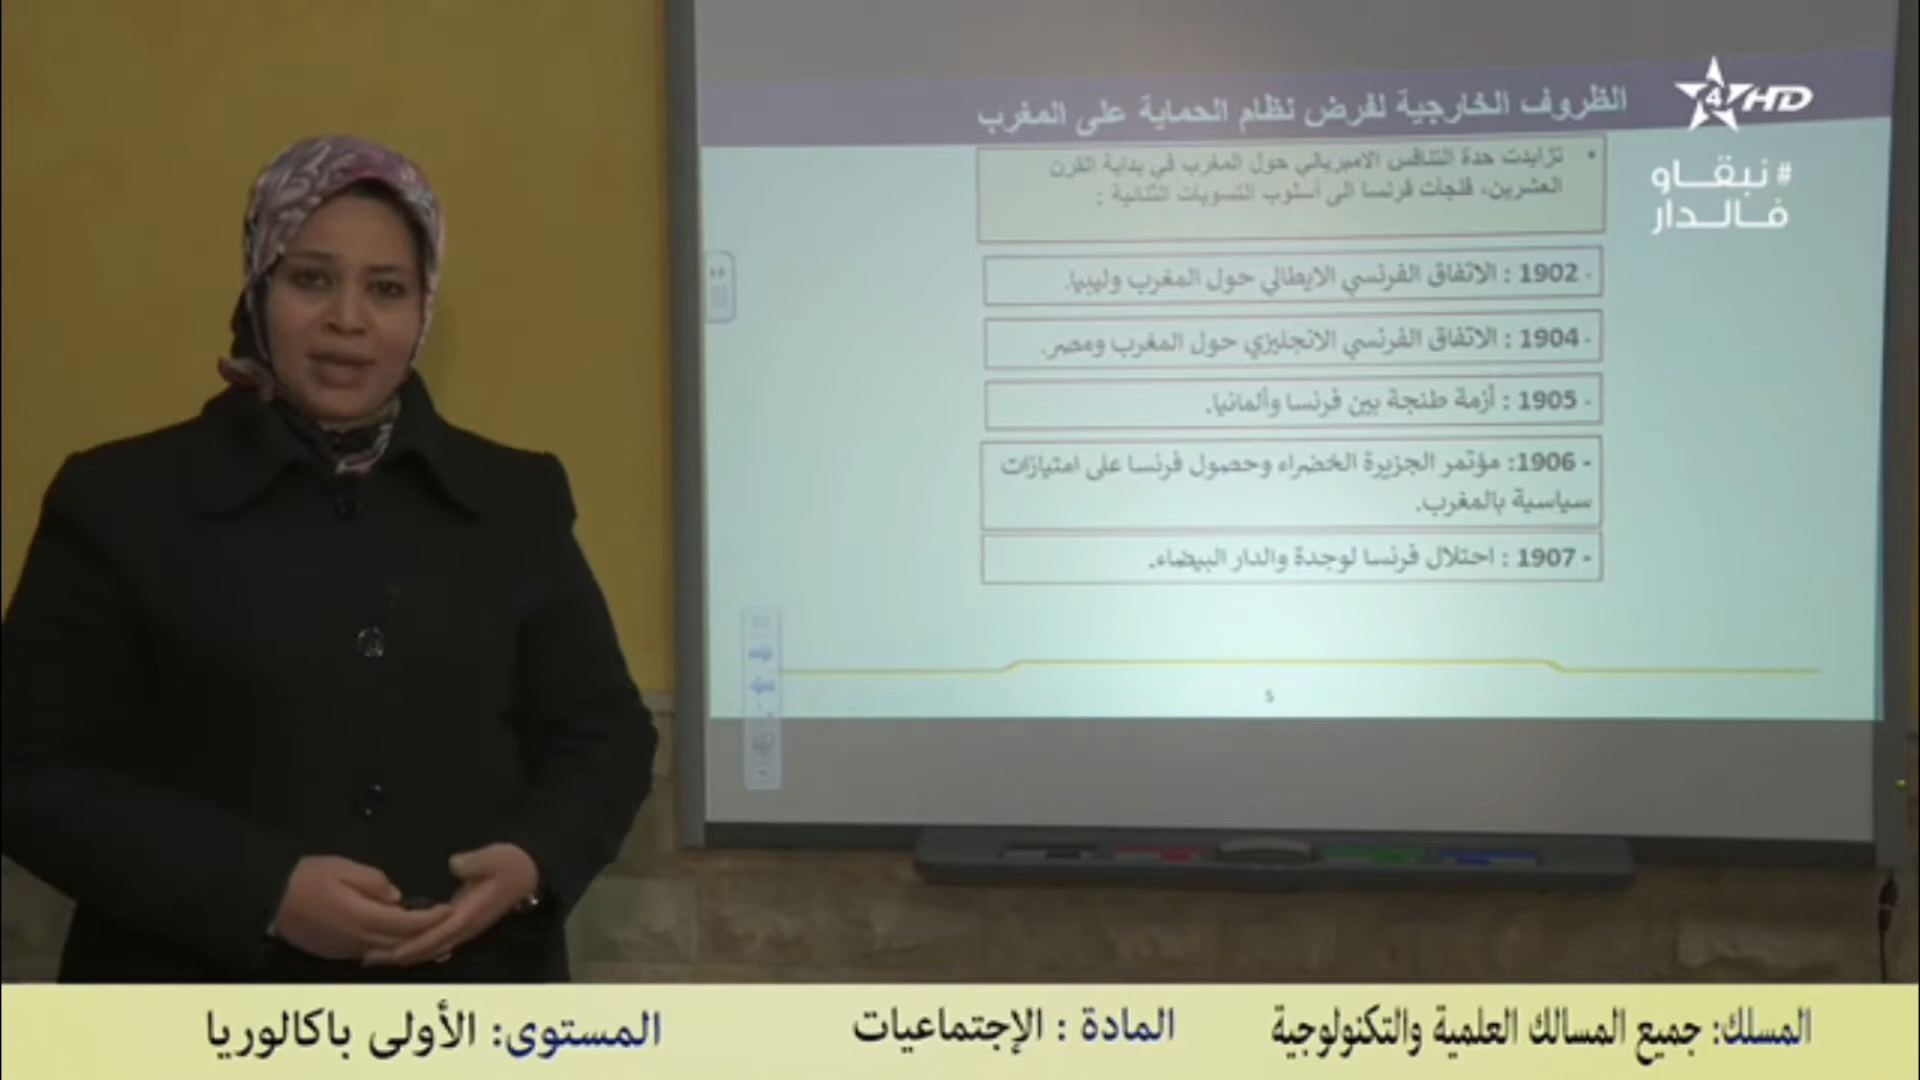 الظروف الخارجية لفرض نظام الحماية على المغرب
4 HD
• تزايدت حدة التنافس الامبريالي حول المغرب في بداية القرن
العشرين، فلجأت فرنسا الى أسلوب التسويات الثنائية :
# نبقـاو
فـالـدار
- 1902 : الاتفاق الفرنسي الايطالي حول المغرب وليبيا.
- 1904 : الاتفاق الفرنسي الانجليزي حول المغرب ومصر.
- 1905 : أزمة طنجة بين فرنسا وألمانيا.
- 1906: مؤتمر الجزيرة الخضراء وحصول فرنسا على امتيازات
سياسية بالمغرب.
- 1907 : احتلال فرنسا لوجدة والدار البيضاء.
5
المسلك: جميع المسالك العلمية والتكنولوجية
المادة : الإجتماعيات
المستوى: الأولى باكالوريا